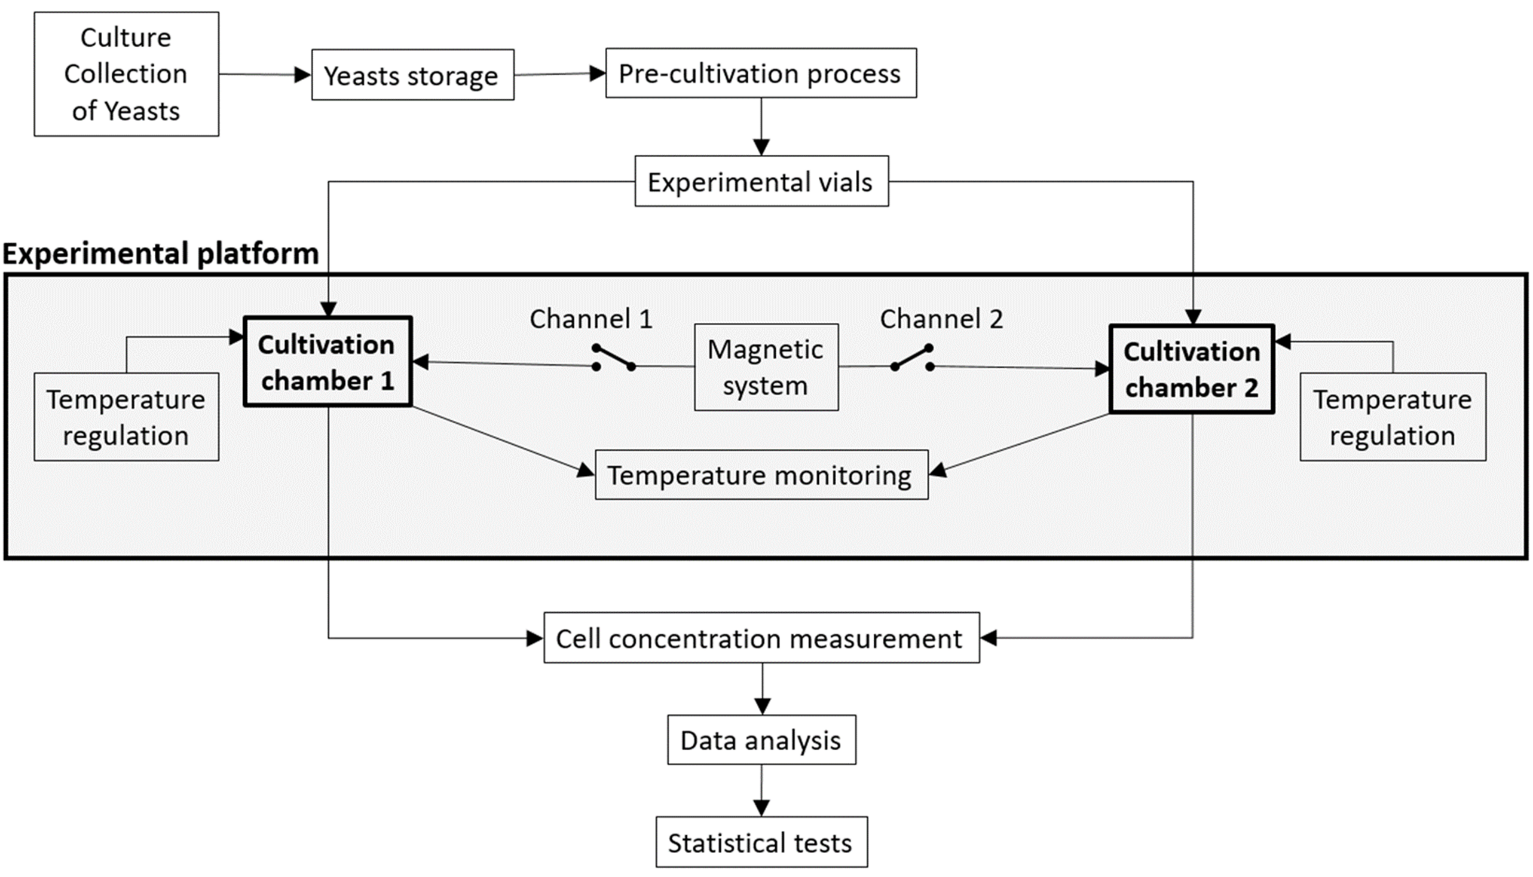 Culture
Collection
of Yeasts
Yeasts storage
Pre-cultivation process
Experimental vials
Experimental platform
Channel 1
Channel 2
Cultivation
chamber 1
Magnetic
system
Cultivation
chamber 2
Temperature
regulation
Temperature
regulation
Temperature monitoring
Cell concentration measurement
Data analysis
Statistical tests